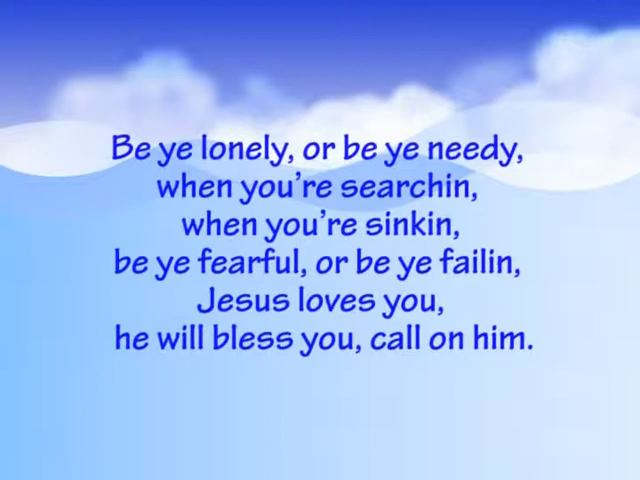 Be ye lonely, or be ye needy,
when you're searchin,
when you're sinkin,
be ye fearful, or be ye failin,
Jesus loves you,
he will bless you, call on him.